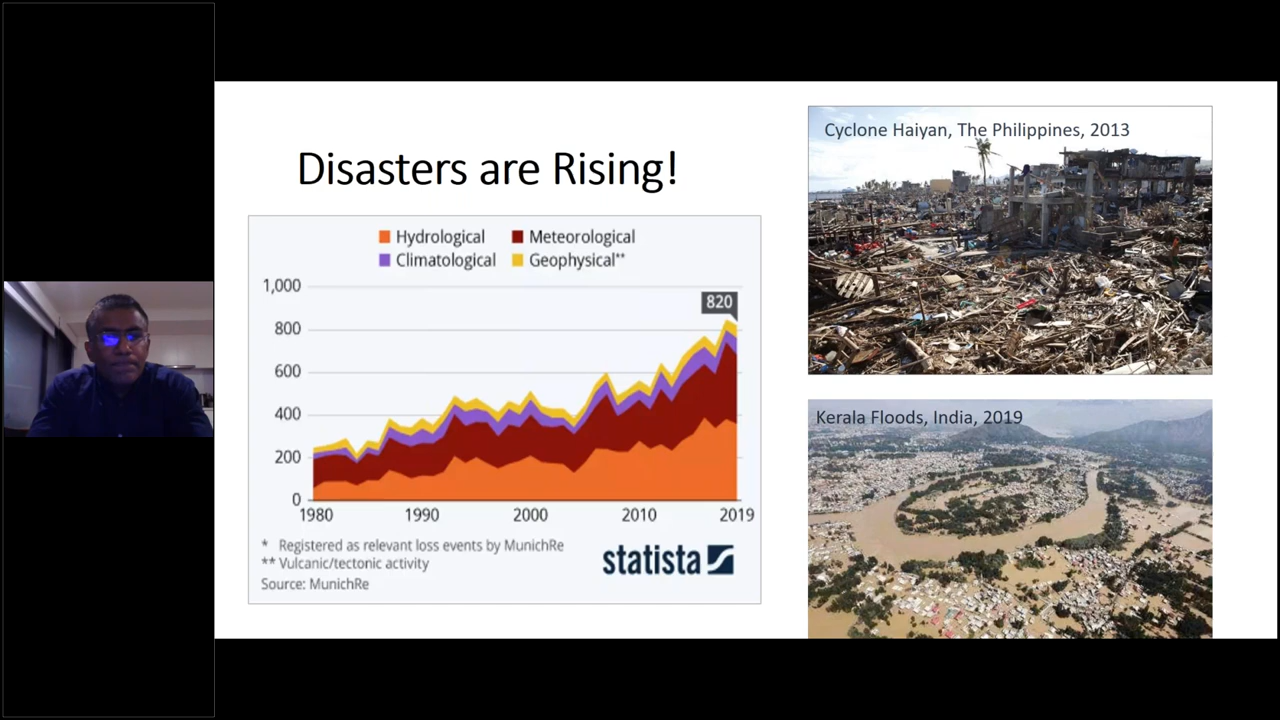 Disasters are Rising!
Hydrological
Meteorological
Climatological
Geophysical**
1,000
800
600
400
200
0
820
1980
1990
2000
2010
2019
* Registered as relevant loss events by MunichRe
** Vulcanic/tectonic activity
Source: MunichRe
statista
Cyclone Haiyan, The Philippines, 2013
Kerala Floods, India, 2019